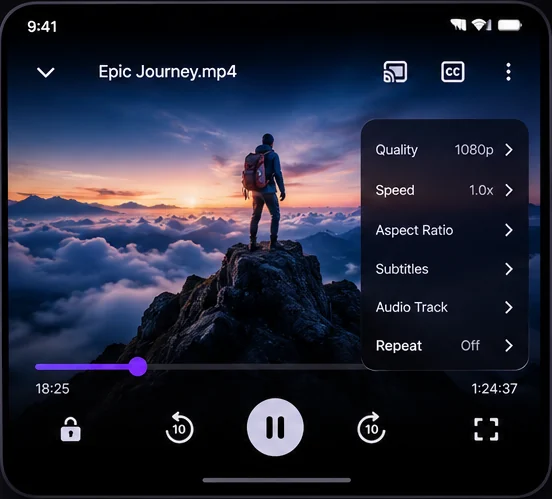 9:41
Epic Journey.mp4
CC
Quality 1080p
Speed 1.0x
Aspect Ratio
Subtitles
Audio Track
Repeat Off
18:25 1:24:37
10 10